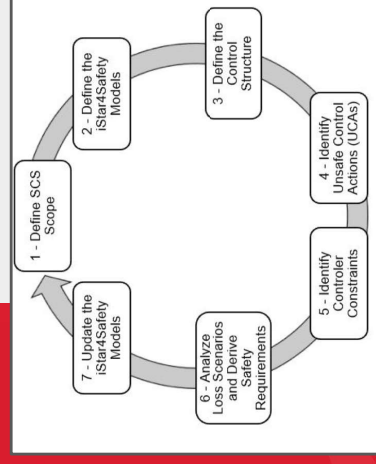 1 - Define SCS
Scope
2 - Define the
iStar4Safety
Models
3 - Define the
Control
Structure
4 - Identify
Unsafe Control
Actions (UCAs)
5 - Identify
Controler
Constraints
6 - Analyze
Loss Scenarios
and Derive
Safety
Requirements
7 - Update the
iStar4Safety
Models